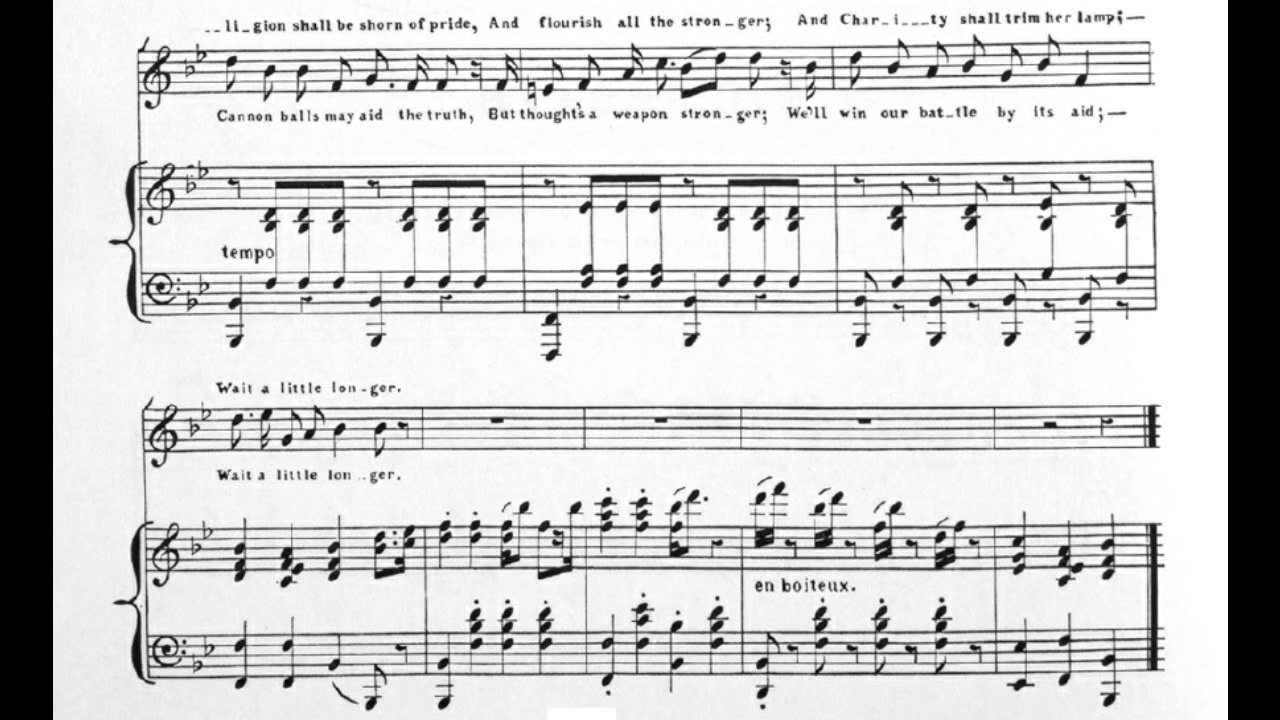 ..li_gion shall be shorn of pride, And flourish all the stron_ger; And Char_i___ty shall trim her lamp;—
Cannon balls may aid the truth, But thought's a weapon stron_ger; We'll win our bat_tle by its aid;—
tempo
Wait a little lon_ger.
Wait a little lon_ger.
en boiteux.